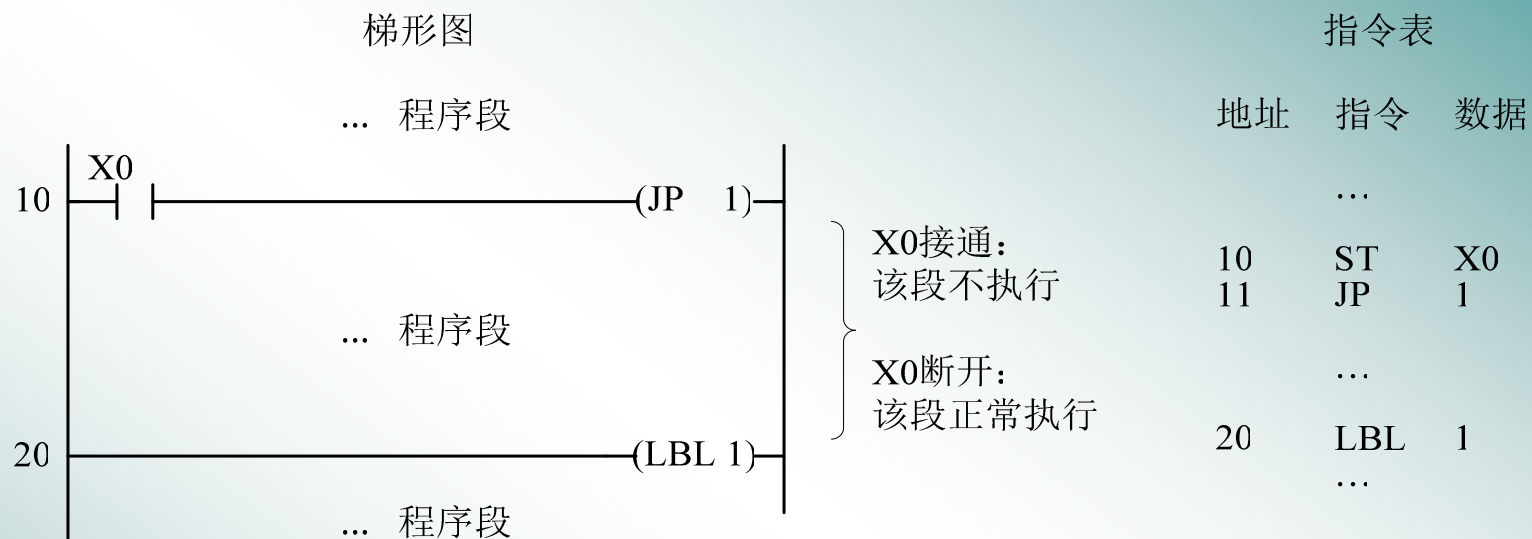 梯形图
... 程序段
X0
10 (JP 1)
... 程序段
20 (LBL 1)
... 程序段
X0接通：
该段不执行
X0断开：
该段正常执行
指令表
地址 指令 数据
...
10 ST X0
11 JP 1
...
20 LBL 1
...